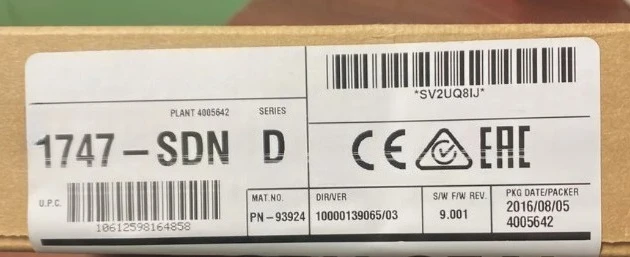 *SV2UQ8IJ*
PLANT 4005642 SERIES
1747-SDN D
CE EAC
U.P.C.
10612598164858
MAT.NO. DIR/VER S/W F/W REV. PKG DATE/PACKER
PN-93924 10000139065/03 9.001 2016/08/05
4005642